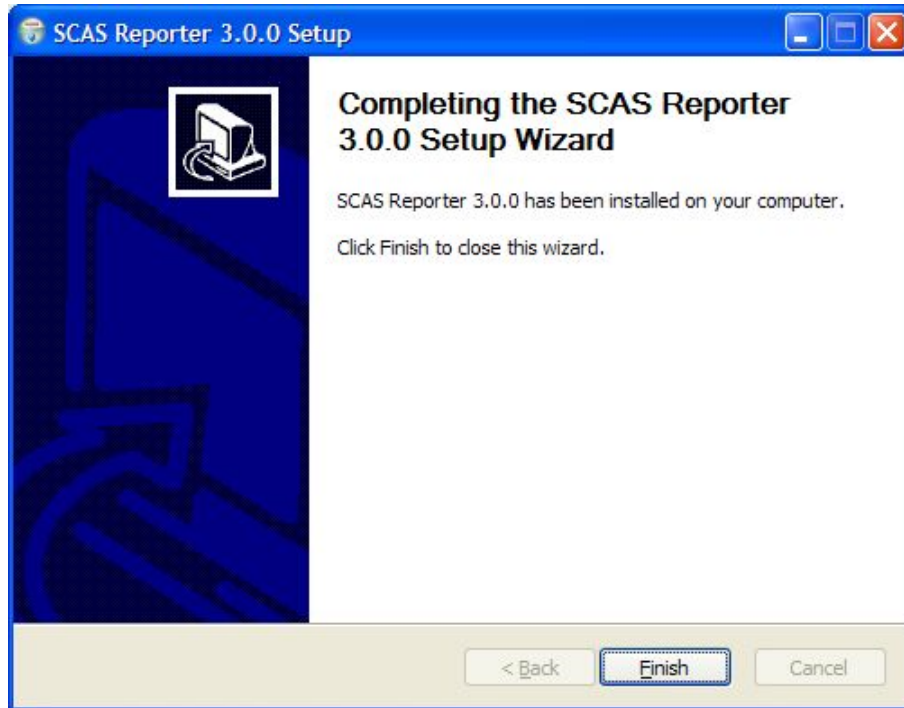 SCAS Reporter 3.0.0 Setup
Completing the SCAS Reporter
3.0.0 Setup Wizard
SCAS Reporter 3.0.0 has been installed on your computer.
Click Finish to close this wizard.
< Back
Finish
Cancel